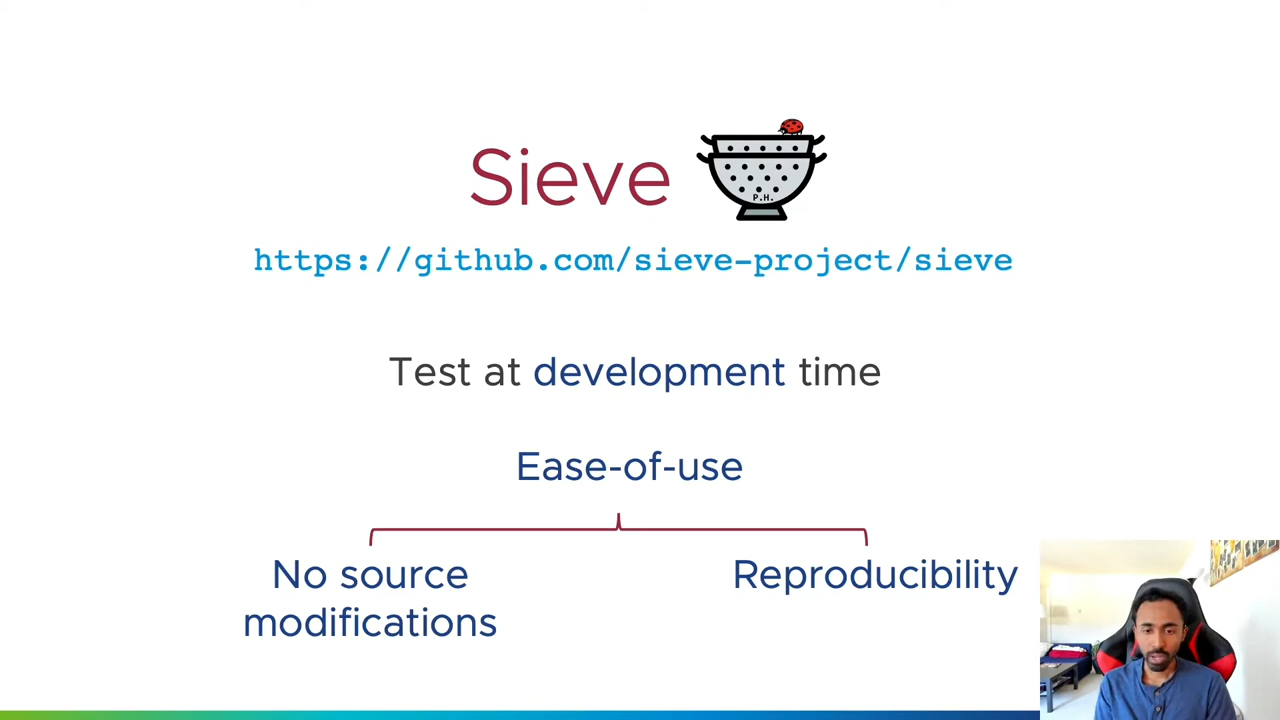 Sieve
P.H.
https://github.com/sieve-project/sieve
Test at development time
Ease-of-use
No source
modifications
Reproducibility